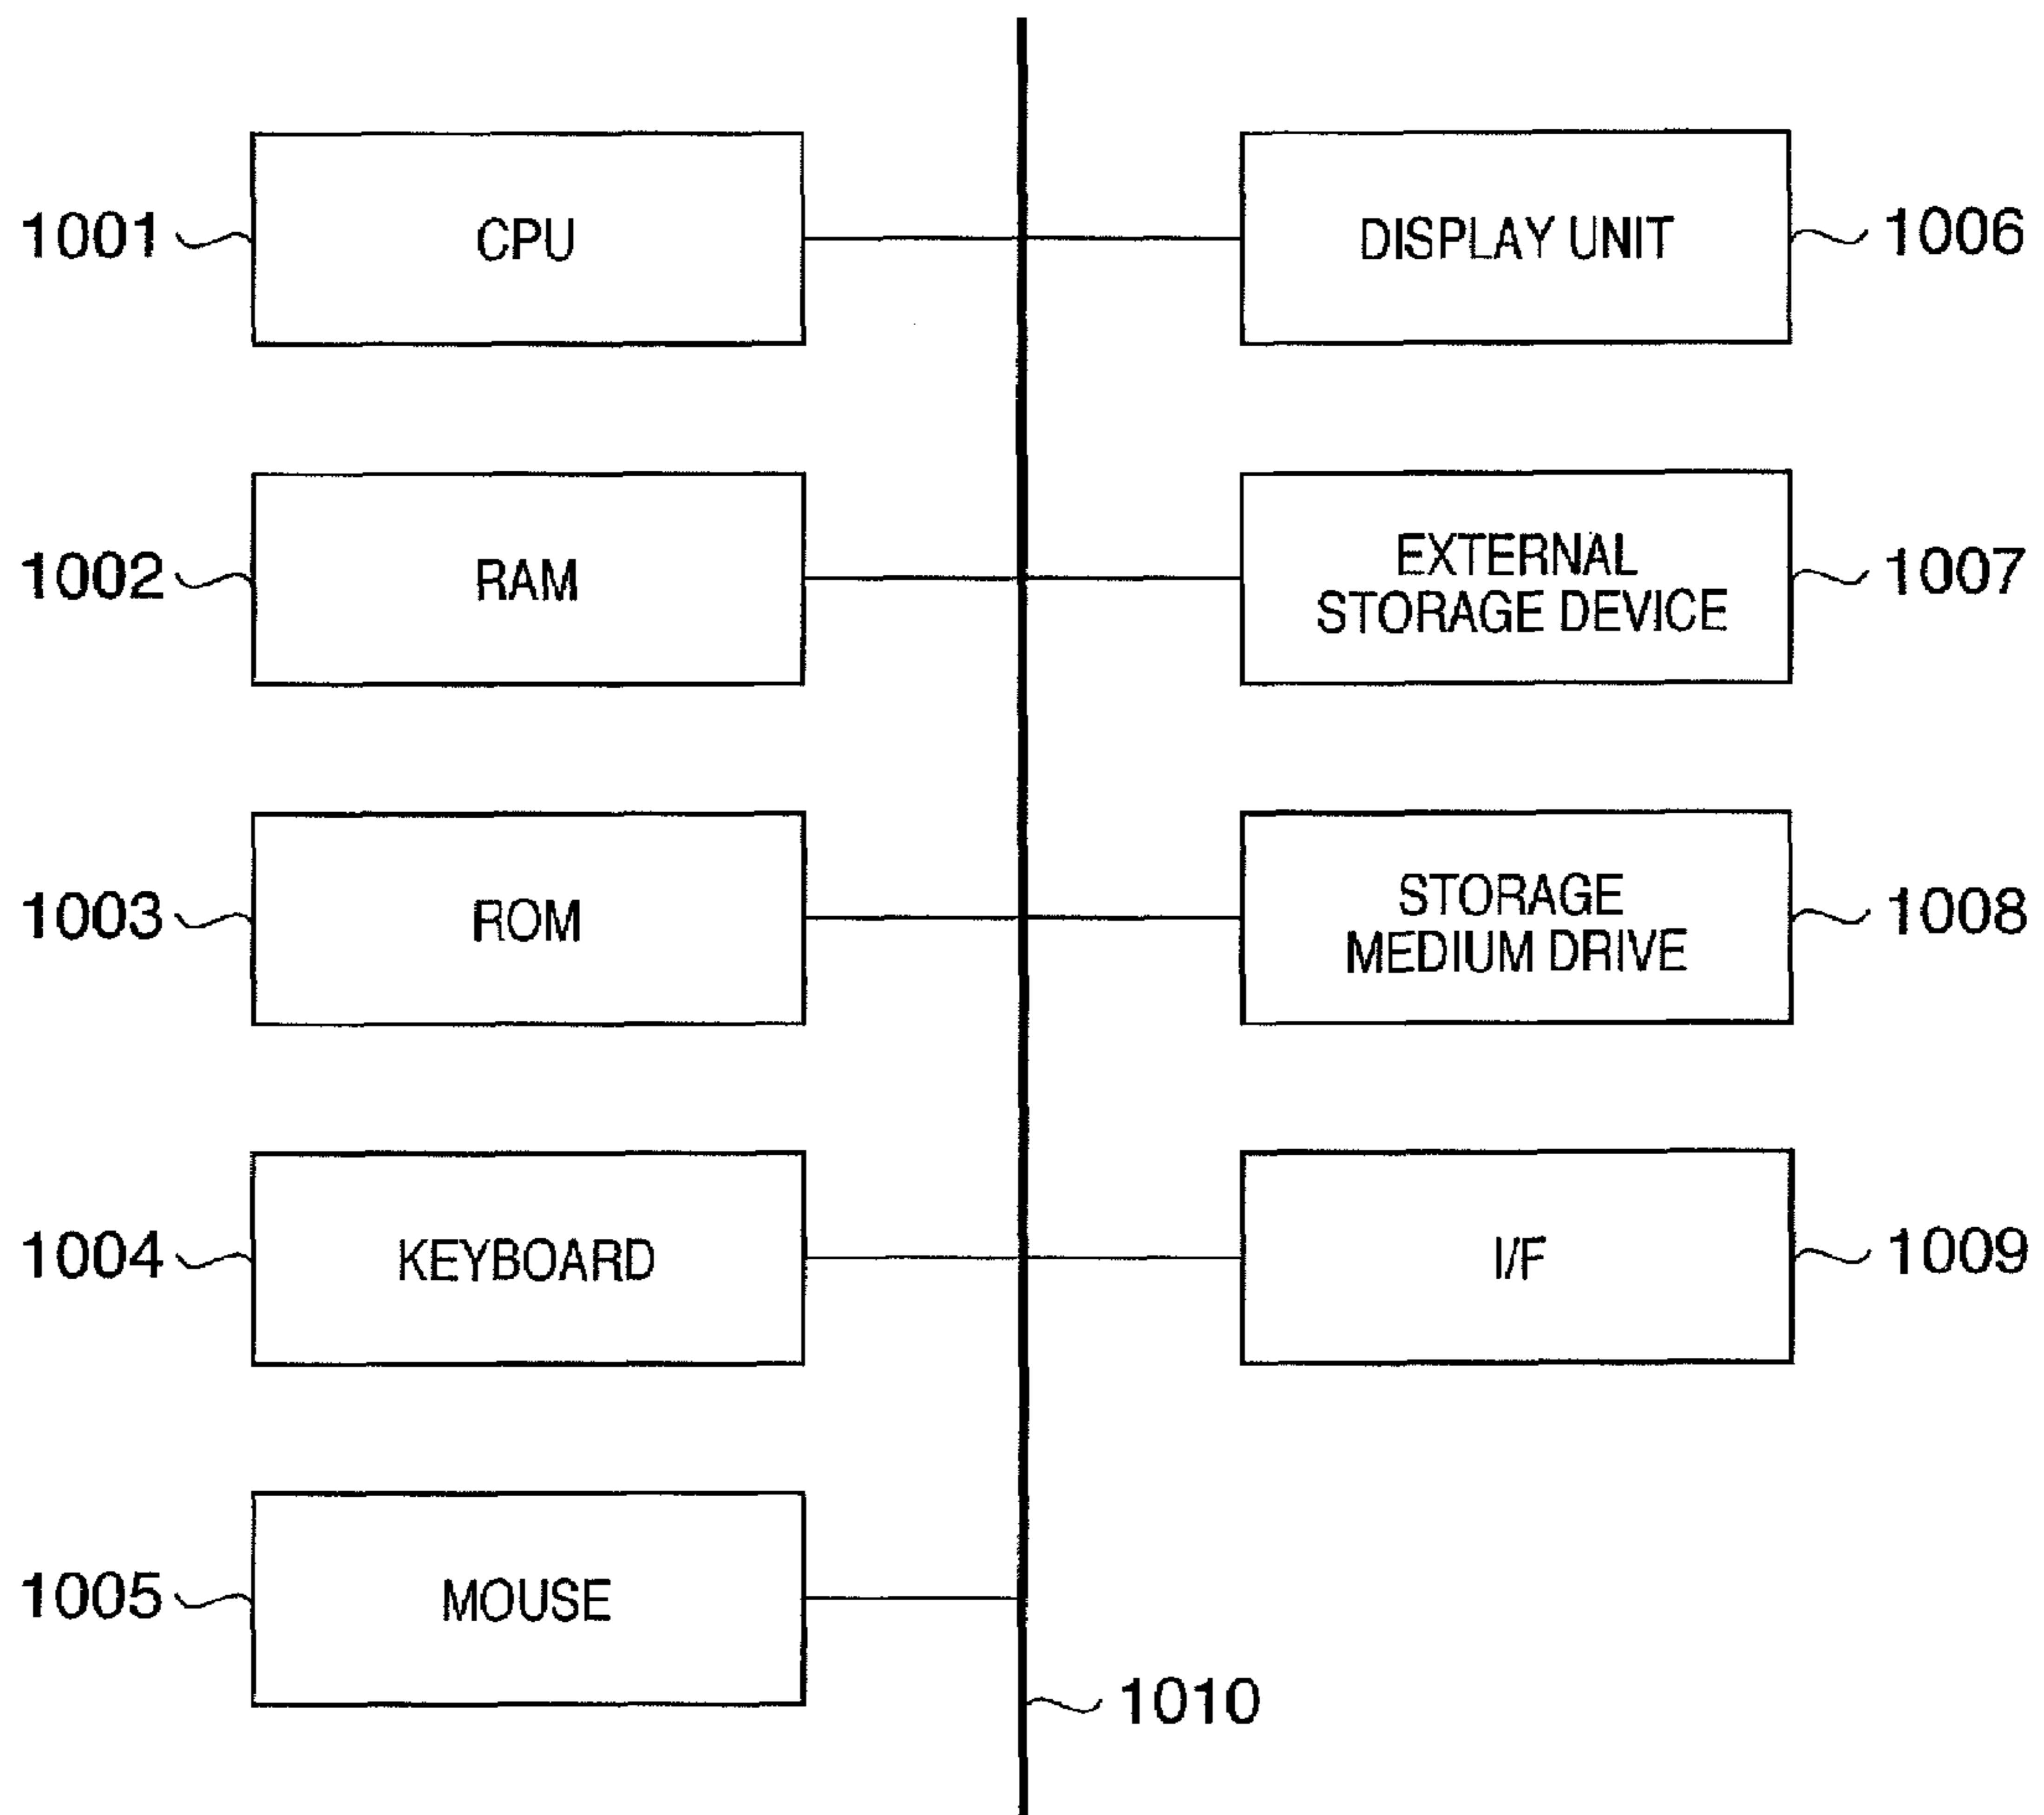 1001 CPU
DISPLAY UNIT 1006
1002 RAM
EXTERNAL
STORAGE DEVICE 1007
1003 ROM
STORAGE
MEDIUM DRIVE 1008
1004 KEYBOARD
I/F 1009
1005 MOUSE
1010